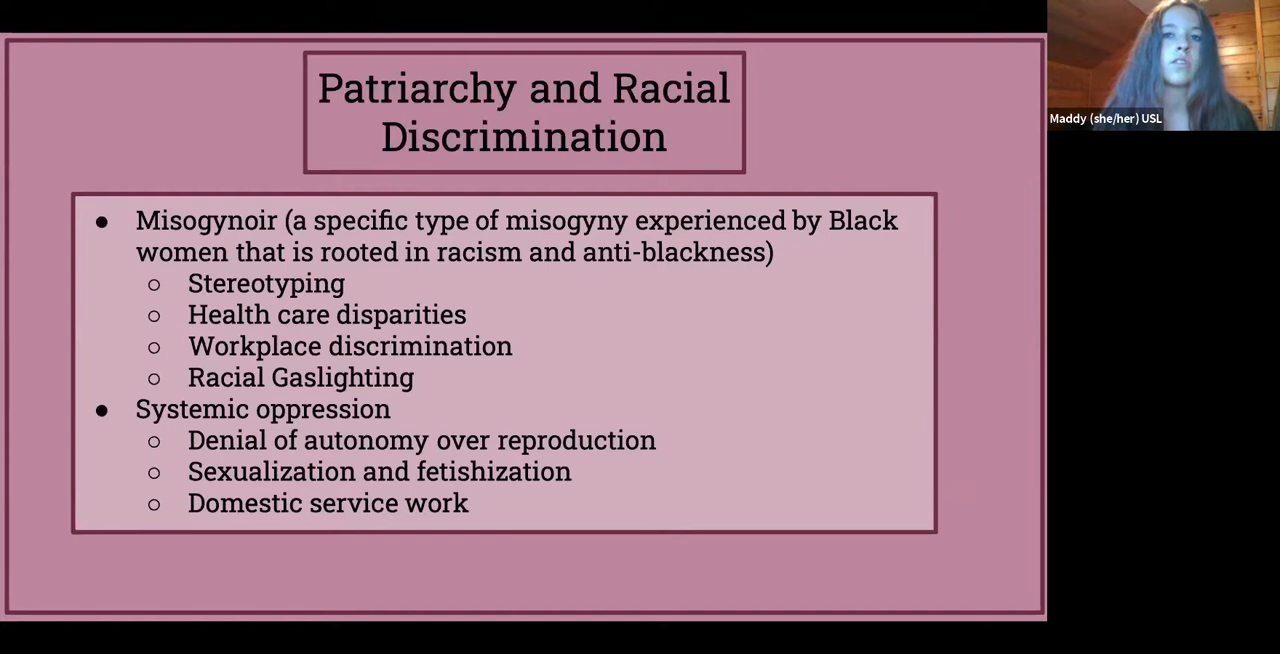 Patriarchy and Racial
Discrimination
● Misogynoir (a specific type of misogyny experienced by Black
women that is rooted in racism and anti-blackness)
○ Stereotyping
○ Health care disparities
○ Workplace discrimination
○ Racial Gaslighting
● Systemic oppression
○ Denial of autonomy over reproduction
○ Sexualization and fetishization
○ Domestic service work
Maddy (she/her) USL